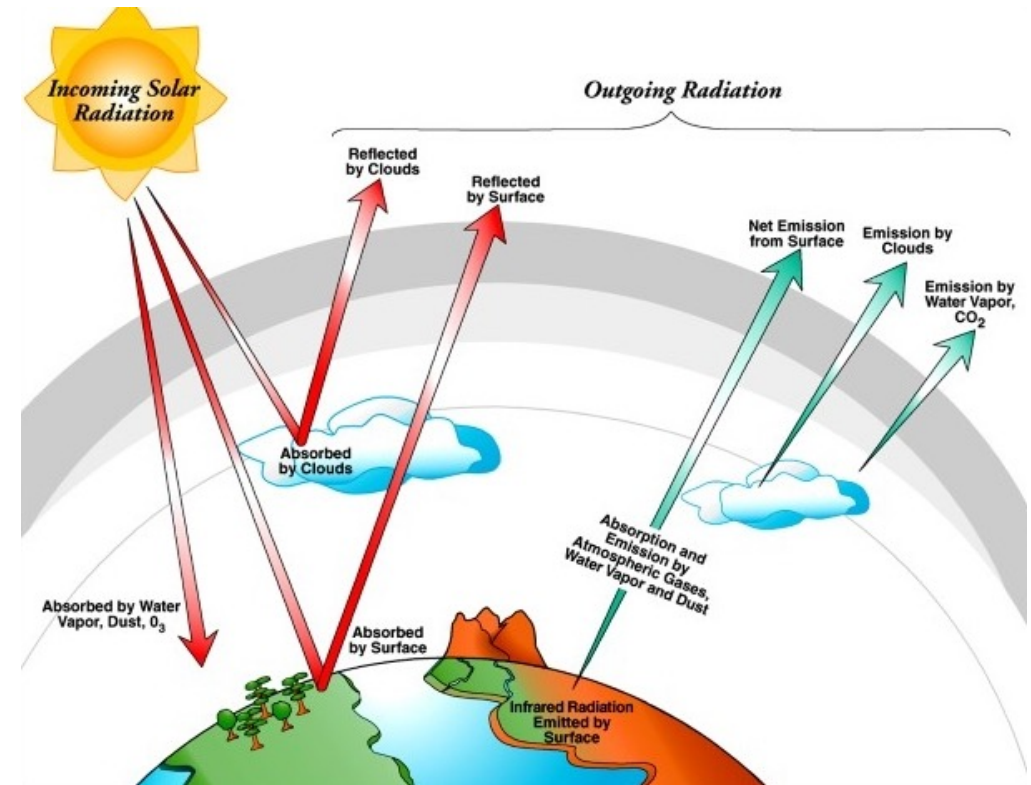 Incoming Solar
Radiation
Outgoing Radiation
Reflected
by Clouds
Reflected
by Surface
Net Emission
from Surface
Emission by
Clouds
Emission by
Water Vapor,
CO2
Absorbed
by Clouds
Absorption and
Emission by
Atmospheric Gases,
Water Vapor and Dust
Absorbed by Water
Vapor, Dust, 03
Absorbed
by Surface
Infrared Radiation
Emitted by
Surface